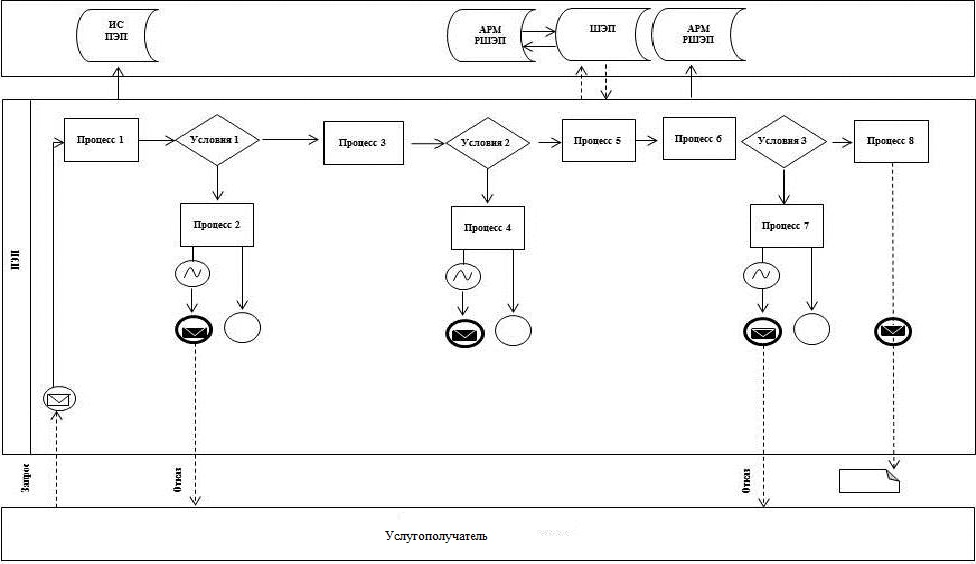 ИС
ПЭП
АРМ
РШЭП
ШЭП
АРМ
РШЭП
Процесс 1
Условия 1
Процесс 3
Условия 2
Процесс 5
Процесс 6
Условия 3
Процесс 8
Процесс 2
Процесс 4
Процесс 7
ПЭП
Запрос
Отказ
Отказ
Услугополучатель